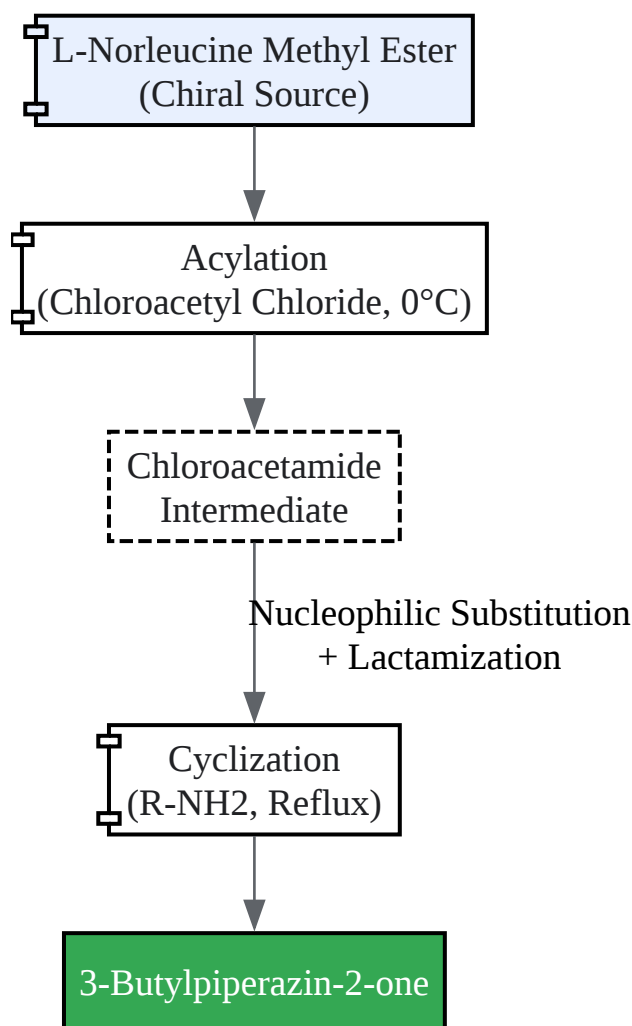 L-Norleucine Methyl Ester
(Chiral Source)
Acylation
(Chloroacetyl Chloride, 0°C)
Chloroacetamide
Intermediate
Nucleophilic Substitution
+ Lactamization
Cyclization
(R-NH2, Reflux)
3-Butylpiperazin-2-one